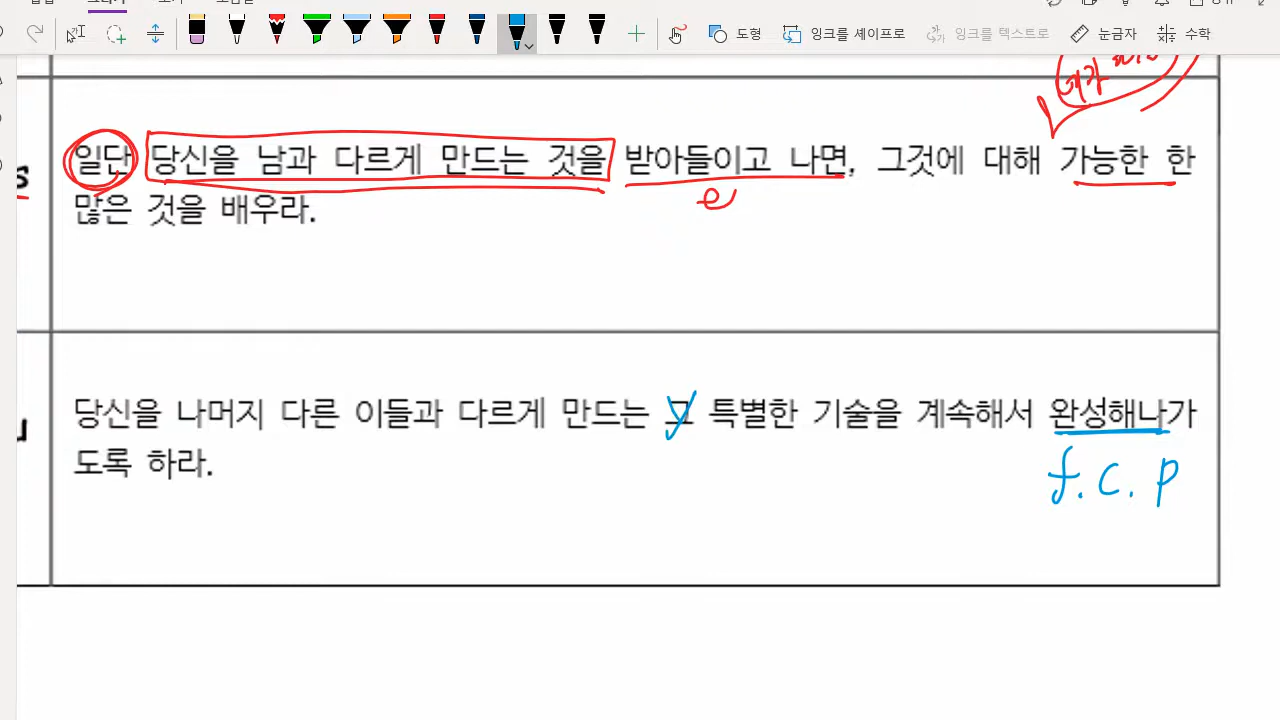 도형 잉크를 셰이프로 잉크를 텍스트로 눈금자 수학
s 일단 당신을 남과 다르게 만드는 것을 받아들이고 나면, 그것에 대해 가능한 한
e
많은 것을 배우라.
u 당신을 나머지 다른 이들과 다르게 만드는 그 특별한 기술을 계속해서 완성해나가
도록 하라.
f. c. p